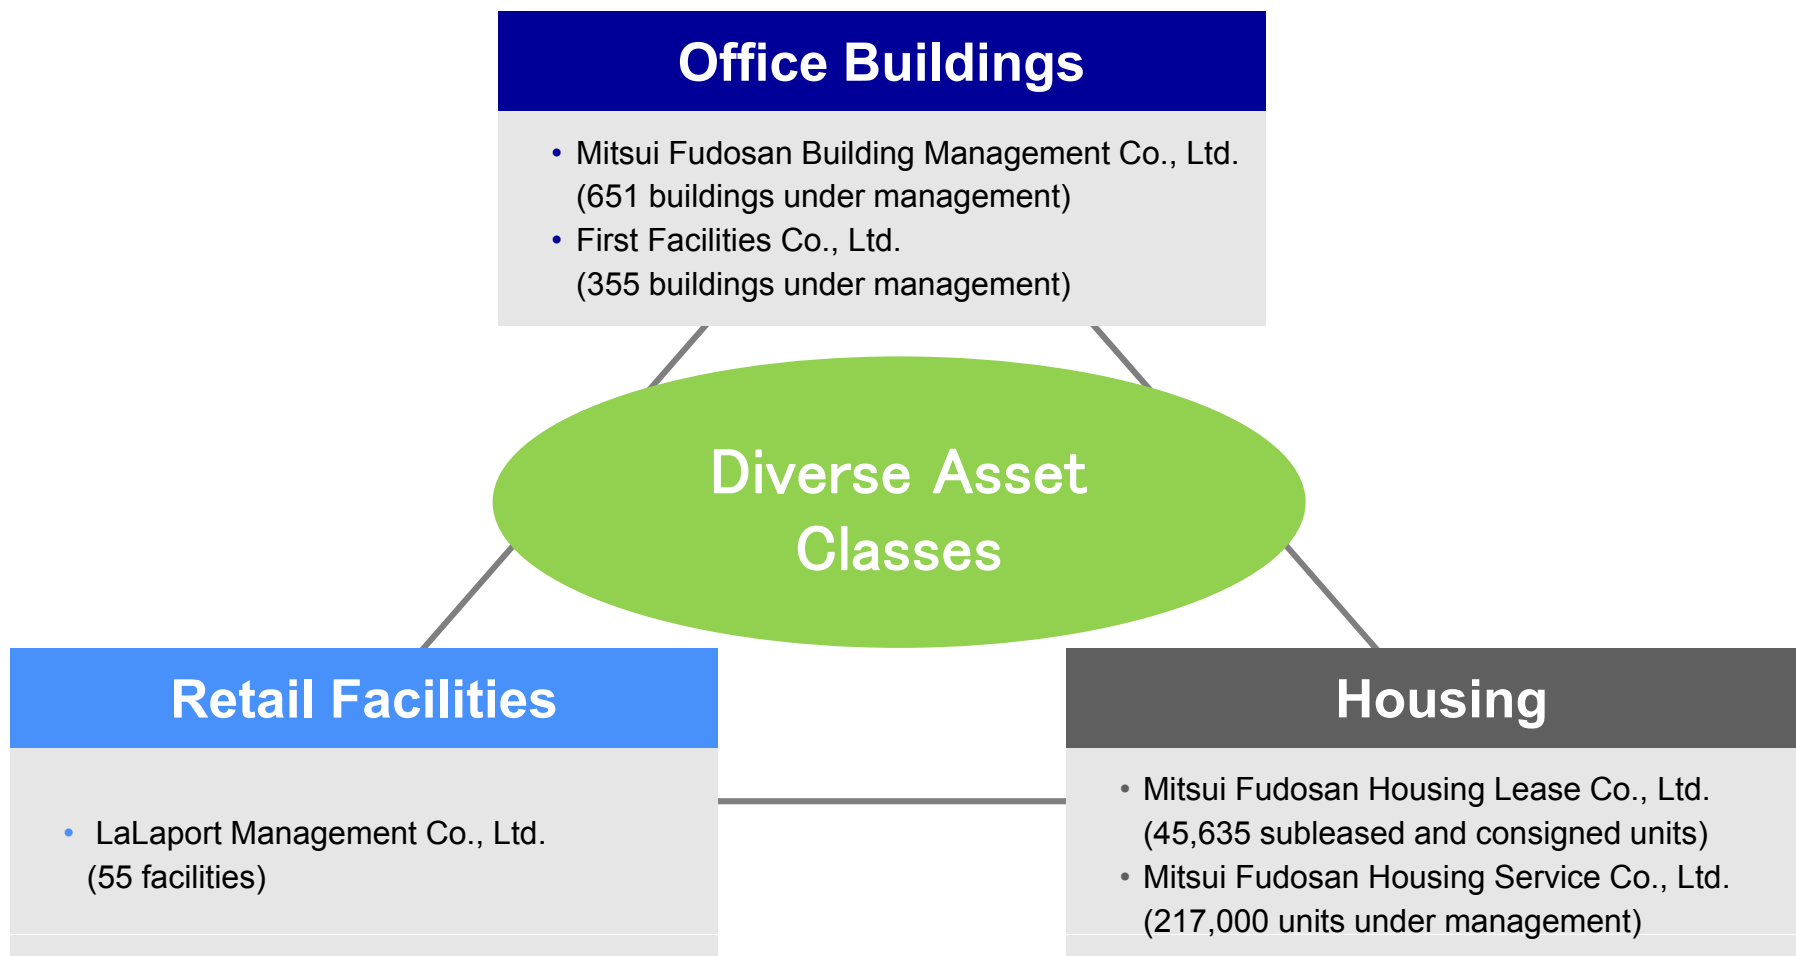 Office Buildings
• Mitsui Fudosan Building Management Co., Ltd.
(651 buildings under management)
• First Facilities Co., Ltd.
(355 buildings under management)
Diverse Asset
Classes
Retail Facilities
• LaLaport Management Co., Ltd.
(55 facilities)
Housing
• Mitsui Fudosan Housing Lease Co., Ltd.
(45,635 subleased and consigned units)
• Mitsui Fudosan Housing Service Co., Ltd.
(217,000 units under management)